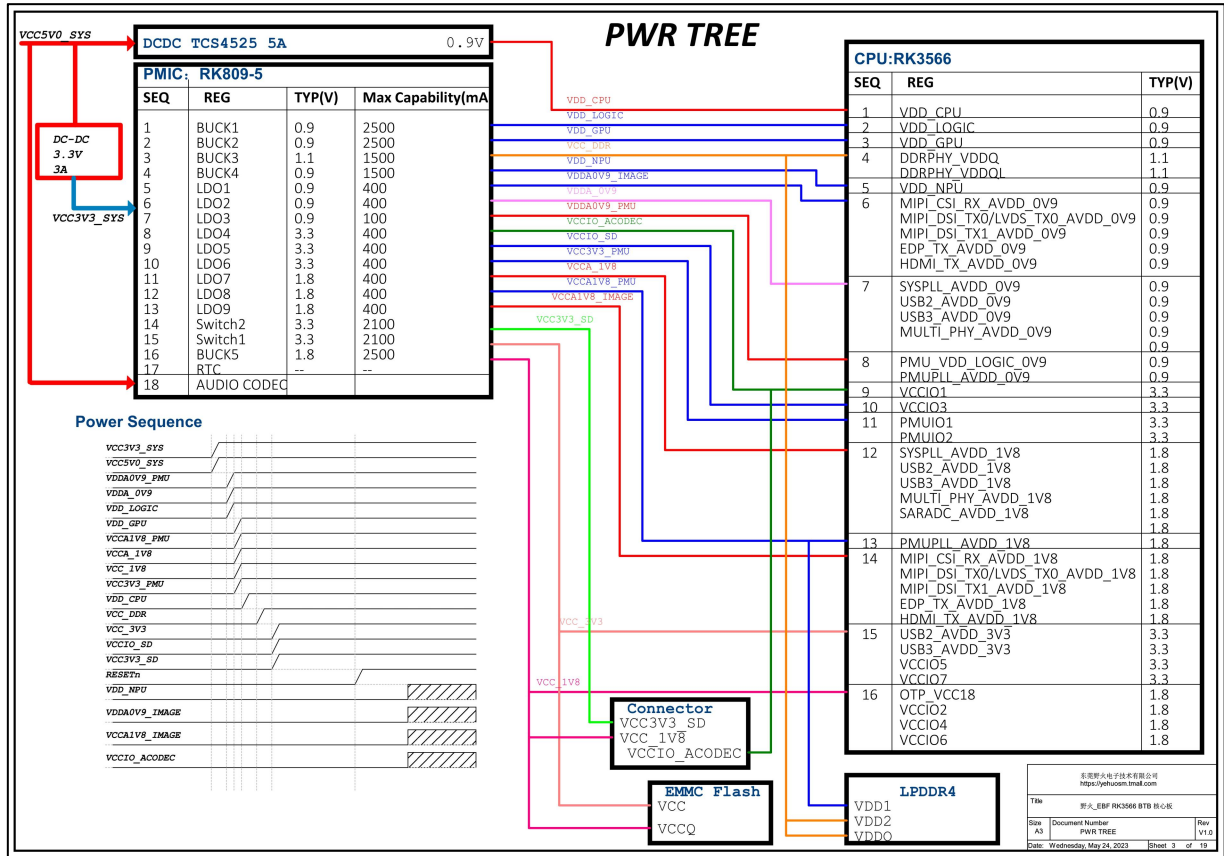 PWR TREE
VCC5V0_SYS
DCDC TCS4525 5A 0.9V
DC-DC
3.3V
3A
VCC3V3_SYS
PMIC: RK809-5
SEQ REG TYP(V) Max Capability(mA
1 BUCK1 0.9 2500
2 BUCK2 0.9 2500
3 BUCK3 1.1 1500
4 BUCK4 0.9 1500
5 LDO1 0.9 400
6 LDO2 0.9 400
7 LDO3 0.9 100
8 LDO4 3.3 400
9 LDO5 3.3 400
10 LDO6 3.3 400
11 LDO7 1.8 400
12 LDO8 1.8 400
13 LDO9 1.8 400
14 Switch2 3.3 2100
15 Switch1 3.3 2100
16 BUCK5 1.8 2500
17 RTC -- --
18 AUDIO CODEC
VDD_CPU
VDD_LOGIC
VDD_GPU
VCC_DDR
VDD_NPU
VDDA0V9_IMAGE
VDDA_0V9
VDDA0V9_PMU
VCCIO_ACODEC
VCCIO_SD
VCC3V3_PMU
VCCA_1V8
VCCA1V8_PMU
VCCA1V8_IMAGE
VCC3V3_SD
VCC_3V3
VCC_1V8
CPU:RK3566
SEQ REG TYP(V)
1 VDD_CPU 0.9
2 VDD_LOGIC 0.9
3 VDD_GPU 0.9
4 DDRPHY_VDDQ 1.1
DDRPHY_VDDQL 1.1
5 VDD_NPU 0.9
6 MIPI_CSI_RX_AVDD_0V9 0.9
MIPI_DSI_TX0/LVDS_TX0_AVDD_0V9 0.9
MIPI_DSI_TX1_AVDD_0V9 0.9
EDP_TX_AVDD_0V9 0.9
HDMI_TX_AVDD_0V9 0.9
7 SYSPLL_AVDD_0V9 0.9
USB2_AVDD_0V9 0.9
USB3_AVDD_0V9 0.9
MULTI_PHY_AVDD_0V9 0.9
0.9
8 PMU_VDD_LOGIC_0V9 0.9
PMUPLL_AVDD_0V9 0.9
9 VCCIO1 3.3
10 VCCIO3 3.3
11 PMUIO1 3.3
PMUIO2 3.3
12 SYSPLL_AVDD_1V8 1.8
USB2_AVDD_1V8 1.8
USB3_AVDD_1V8 1.8
MULTI_PHY_AVDD_1V8 1.8
SARADC_AVDD_1V8 1.8
1.8
13 PMUPLL_AVDD_1V8 1.8
14 MIPI_CSI_RX_AVDD_1V8 1.8
MIPI_DSI_TX0/LVDS_TX0_AVDD_1V8 1.8
MIPI_DSI_TX1_AVDD_1V8 1.8
EDP_TX_AVDD_1V8 1.8
HDMI_TX_AVDD_1V8 1.8
15 USB2_AVDD_3V3 3.3
USB3_AVDD_3V3 3.3
VCCIO5 3.3
VCCIO7 3.3
16 OTP_VCC18 1.8
VCCIO2 1.8
VCCIO4 1.8
VCCIO6 1.8
Power Sequence
VCC3V3_SYS
VCC5V0_SYS
VDDA0V9_PMU
VDDA_0V9
VDD_LOGIC
VDD_GPU
VCCA1V8_PMU
VCCA_1V8
VCC_1V8
VCC3V3_PMU
VDD_CPU
VCC_DDR
VCC_3V3
VCCIO_SD
VCC3V3_SD
RESETn
VDD_NPU
VDDA0V9_IMAGE
VCCA1V8_IMAGE
VCCIO_ACODEC
Connector
VCC3V3_SD
VCC_1V8
VCCIO_ACODEC
EMMC Flash
VCC
VCCQ
LPDDR4
VDD1
VDD2
VDDQ
东莞野火电子技术有限公司
https://yehuosm.tmall.com
Title
野火_EBF RK3566 BTB 核心板
Size Document Number Rev
A3 PWR TREE V1.0
Date: Wednesday, May 24, 2023 Sheet 3 of 19